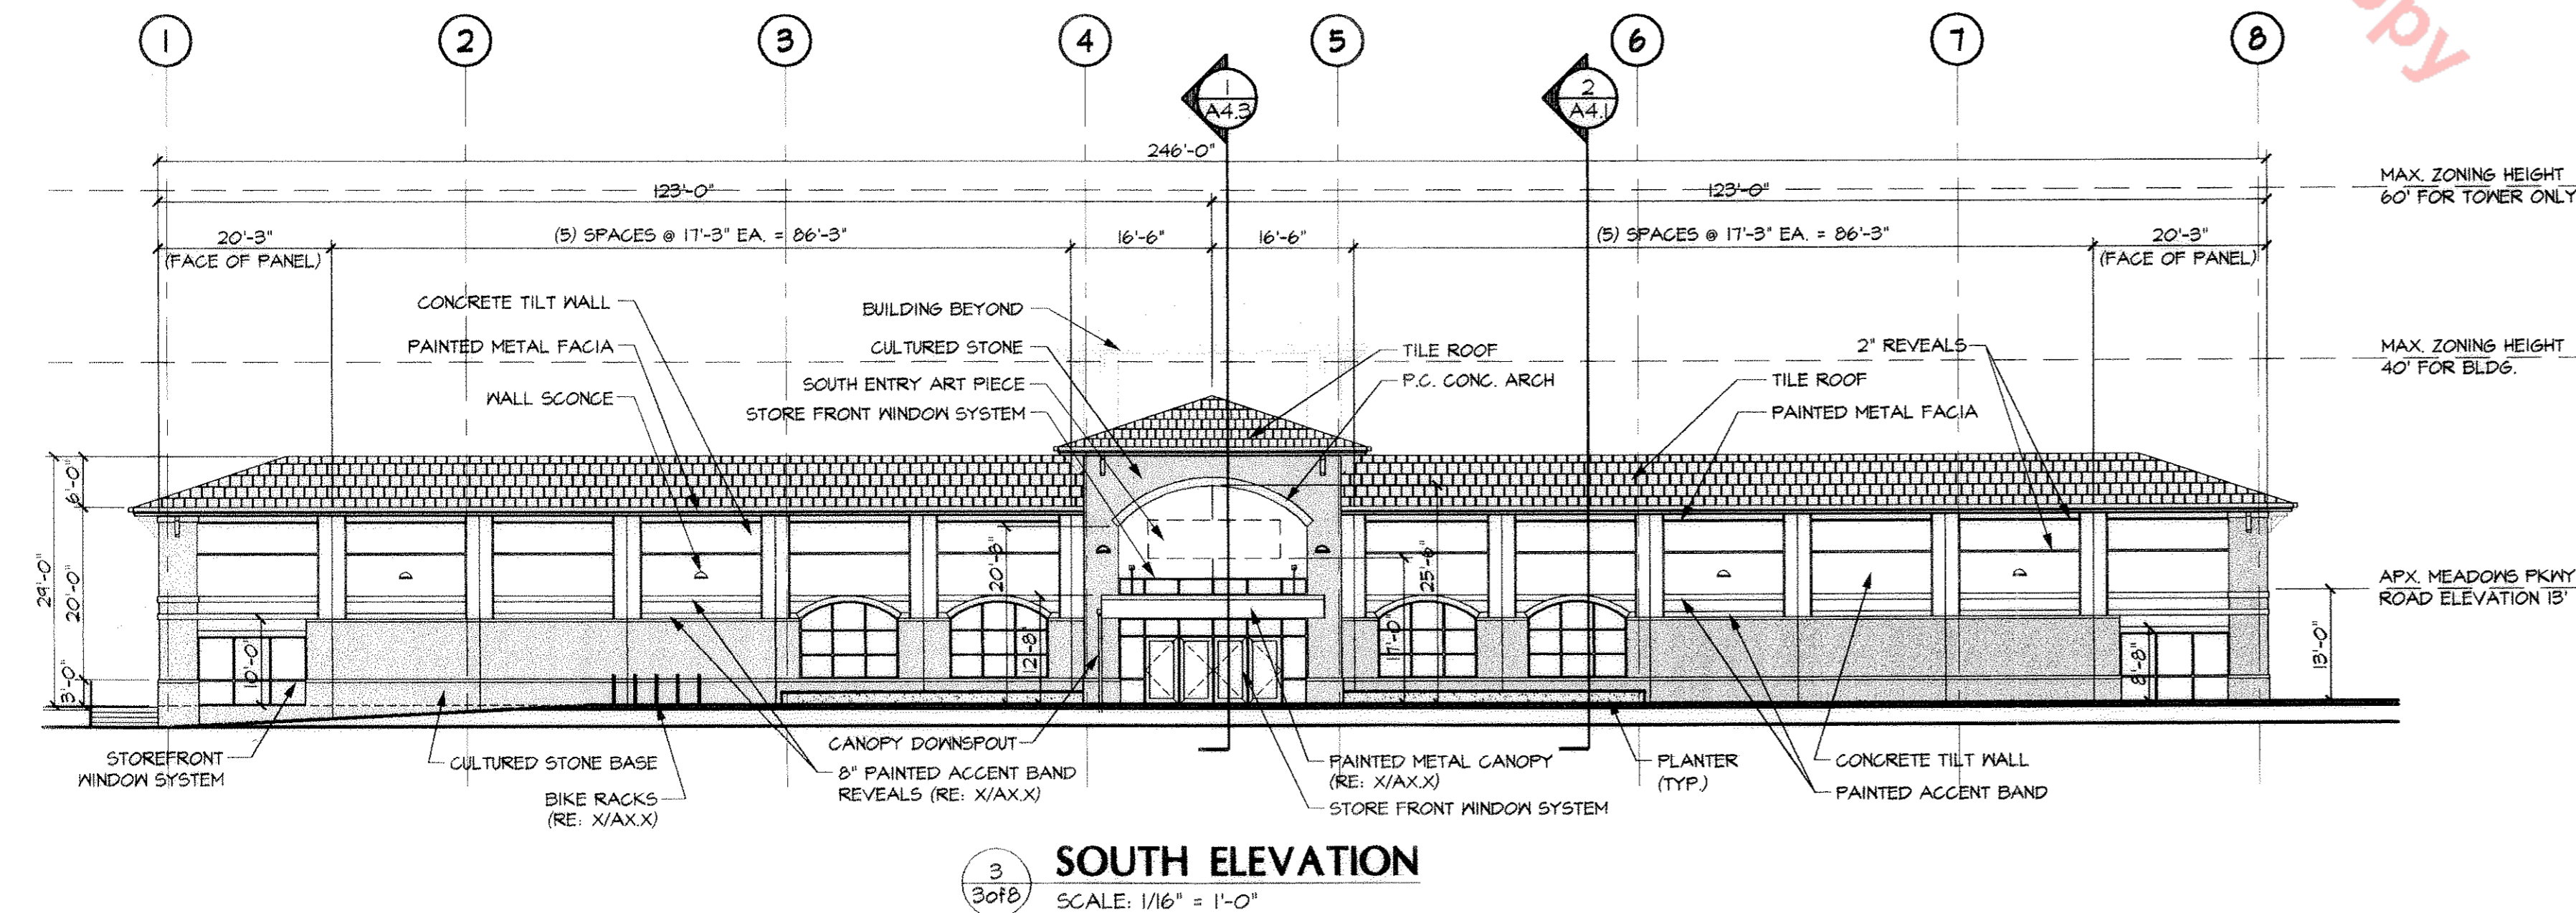 1 2 3 4 5 6 7 8
opy
1
A4.3
2
A4.1
246'-0"
123'-0" 123'-0"
MAX. ZONING HEIGHT
60' FOR TOWER ONLY
20'-3"
(FACE OF PANEL)
(5) SPACES @ 17'-3" EA. = 86'-3"
16'-6" 16'-6"
(5) SPACES @ 17'-3" EA. = 86'-3"
20'-3"
(FACE OF PANEL)
CONCRETE TILT WALL
PAINTED METAL FACIA
WALL SCONCE
BUILDING BEYOND
CULTURED STONE
SOUTH ENTRY ART PIECE
STORE FRONT WINDOW SYSTEM
TILE ROOF
P.C. CONC. ARCH
2" REVEALS
TILE ROOF
PAINTED METAL FACIA
MAX. ZONING HEIGHT
40' FOR BLDG.
29'-0"
6'-0"
20'-0"
3'-0"
10'-0"
20'-3"
12'-8"
17'-0"
25'-6"
8'-8"
13'-0"
APX. MEADOWS PKWY
ROAD ELEVATION 13'
STOREFRONT
WINDOW SYSTEM
CULTURED STONE BASE
BIKE RACKS
(RE: X/AX.X)
CANOPY DOWNSPOUT
8" PAINTED ACCENT BAND
REVEALS (RE: X/AX.X)
PAINTED METAL CANOPY
(RE: X/AX.X)
STORE FRONT WINDOW SYSTEM
PLANTER
(TYP.)
CONCRETE TILT WALL
PAINTED ACCENT BAND
3
3of8
SOUTH ELEVATION
SCALE: 1/16" = 1'-0"